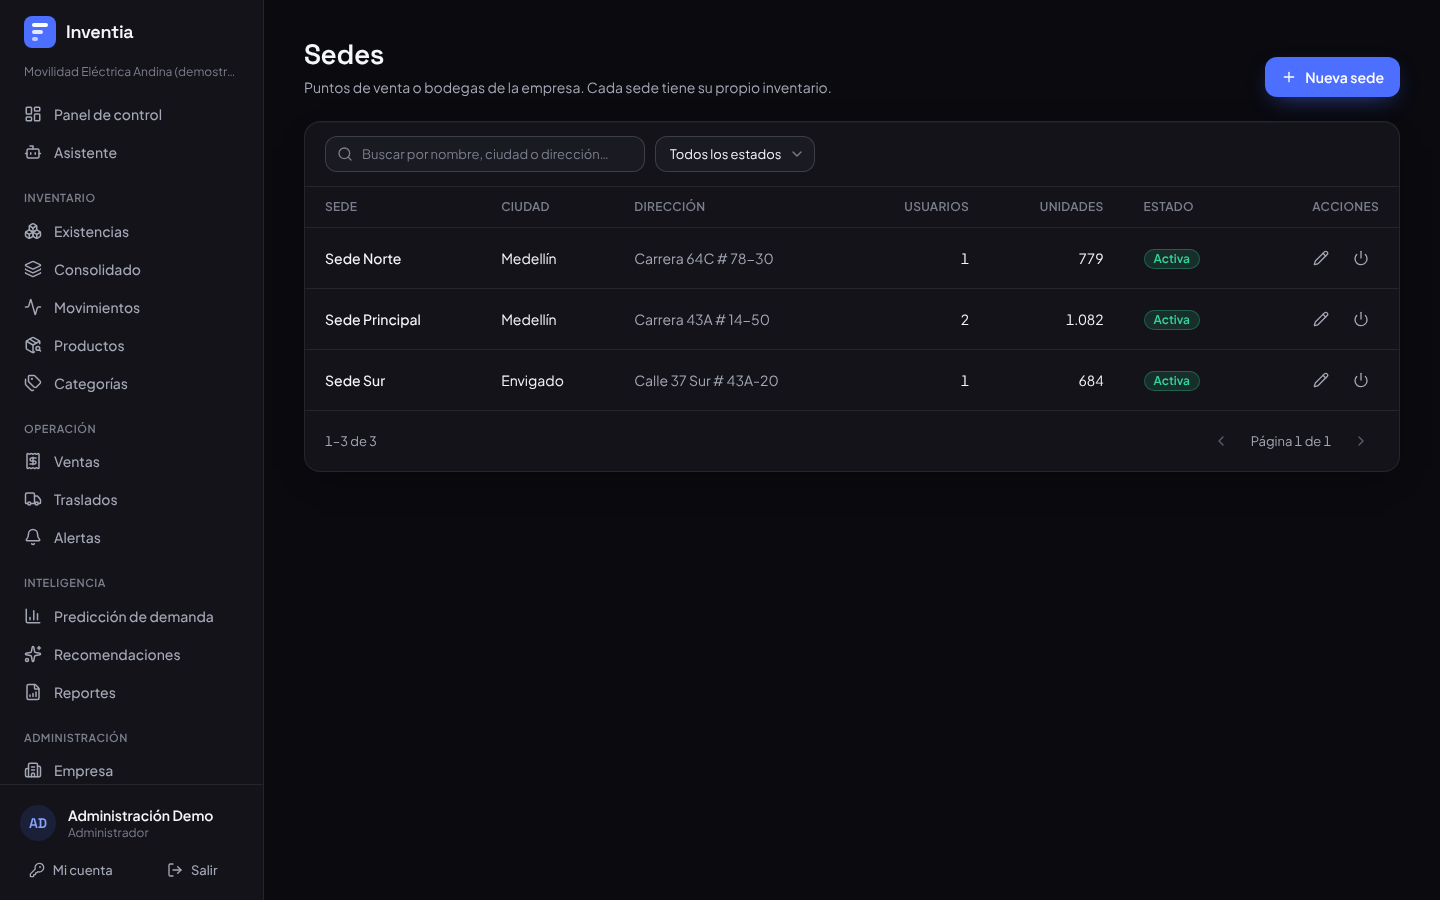 Inventia
Movilidad Eléctrica Andina (demostr…
Panel de control
Asistente
INVENTARIO
Existencias
Consolidado
Movimientos
Productos
Categorías
OPERACIÓN
Ventas
Traslados
Alertas
INTELIGENCIA
Predicción de demanda
Recomendaciones
Reportes
ADMINISTRACIÓN
Empresa
AD
Administración Demo
Administrador
Mi cuenta Salir
Sedes
Puntos de venta o bodegas de la empresa. Cada sede tiene su propio inventario.
Nueva sede
Buscar por nombre, ciudad o dirección… Todos los estados
SEDE CIUDAD DIRECCIÓN USUARIOS UNIDADES ESTADO ACCIONES
Sede Norte Medellín Carrera 64C # 78–30 1 779 Activa
Sede Principal Medellín Carrera 43A # 14–50 2 1.082 Activa
Sede Sur Envigado Calle 37 Sur # 43A-20 1 684 Activa
1–3 de 3 Página 1 de 1